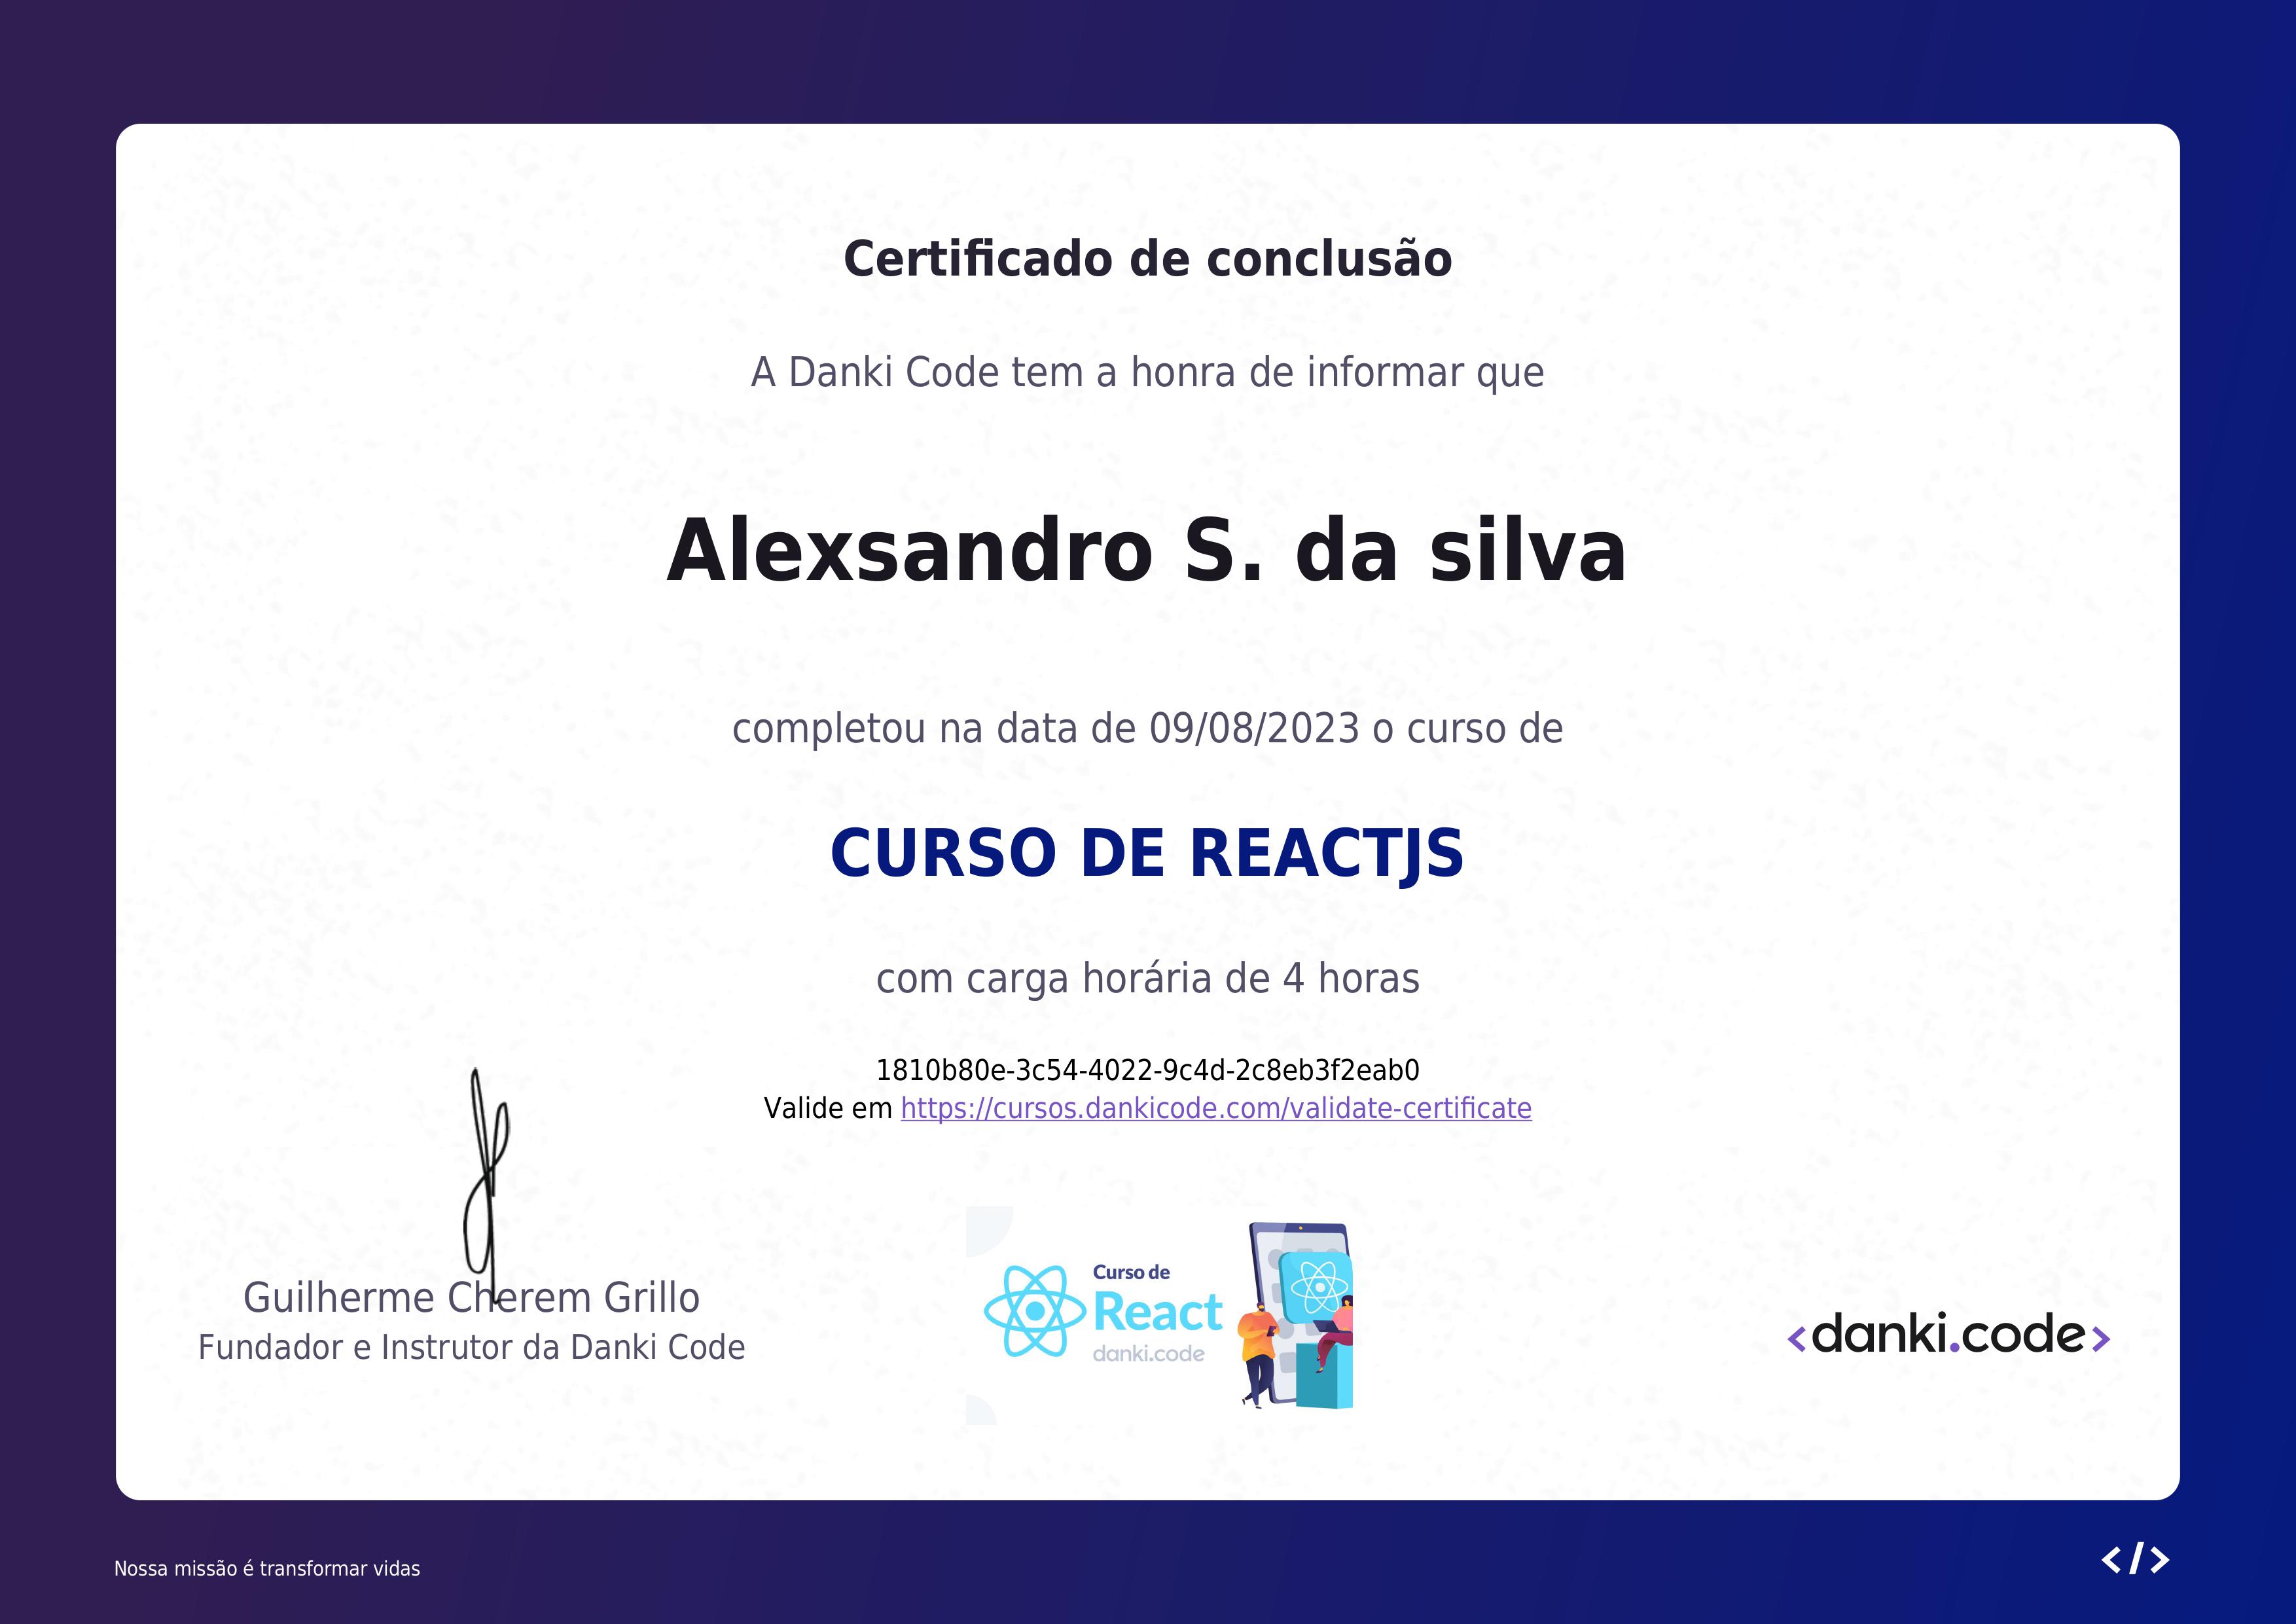 Certificado de conclusão
A Danki Code tem a honra de informar que
Alexsandro S. da silva
completou na data de 09/08/2023 o curso de
CURSO DE REACTJS
com carga horária de 4 horas
1810b80e-3c54-4022-9c4d-2c8eb3f2eab0
Valide em https://cursos.dankicode.com/validate-certificate
Guilherme Cherem Grillo
Fundador e Instrutor da Danki Code
Curso de
React
danki.code
<danki.code>
Nossa missão é transformar vidas
</>